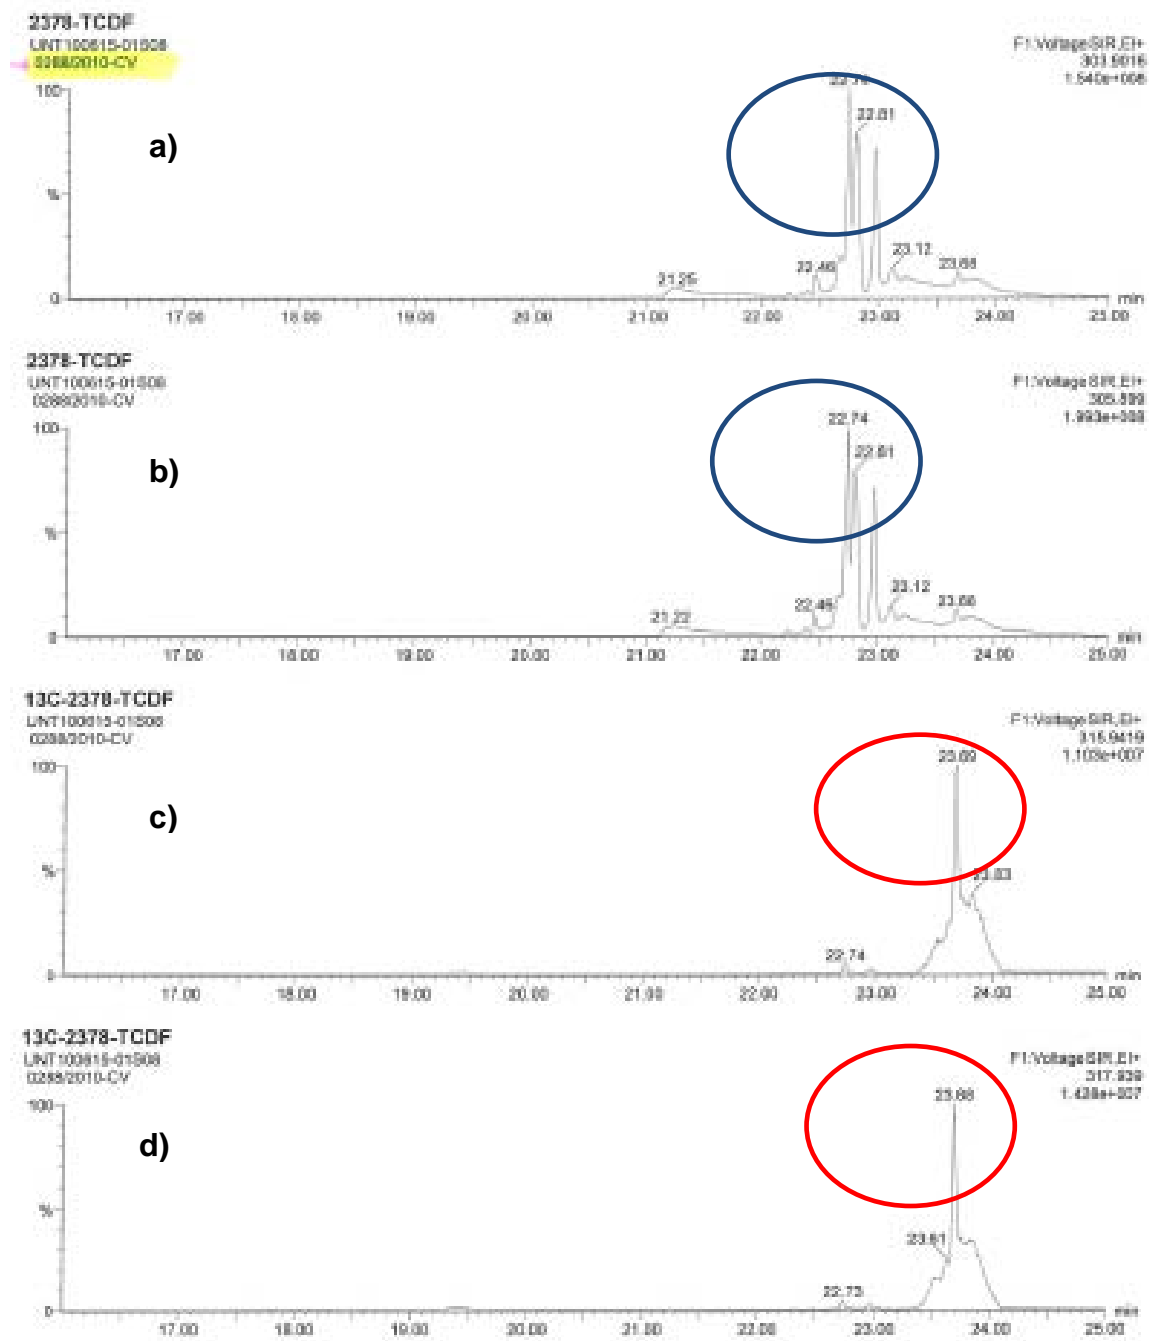 2378-TCDF
UNT100615-01S08
0288/2010-CV
F1:Voltage SIR,EI+
303.9016
a)
100
22.81
%
22.46
23.12
23.68
21.25
0
min
17.00 18.00 19.00 20.00 21.00 22.00 23.00 24.00 25.00
2378-TCDF
UNT100615-01S08
0288/2010-CV
F1:Voltage SIR,EI+
305.899
b)
100
22.74
22.81
%
23.12
22.45
23.68
21.22
0
min
17.00 18.00 19.00 20.00 21.00 22.00 23.00 24.00 25.00
13C-2378-TCDF
UNT100615-01S08
0288/2010-CV
F1:Voltage SIR,EI+
315.9419
1.103e+007
c)
100
23.69
%
23.83
22.74
0
min
17.00 18.00 19.00 20.00 21.00 22.00 23.00 24.00 25.00
13C-2378-TCDF
UNT100615-01S08
0288/2010-CV
F1:Voltage SIR,EI+
317.939
d)
100
23.68
%
23.61
22.73
0
min
17.00 18.00 19.00 20.00 21.00 22.00 23.00 24.00 25.00